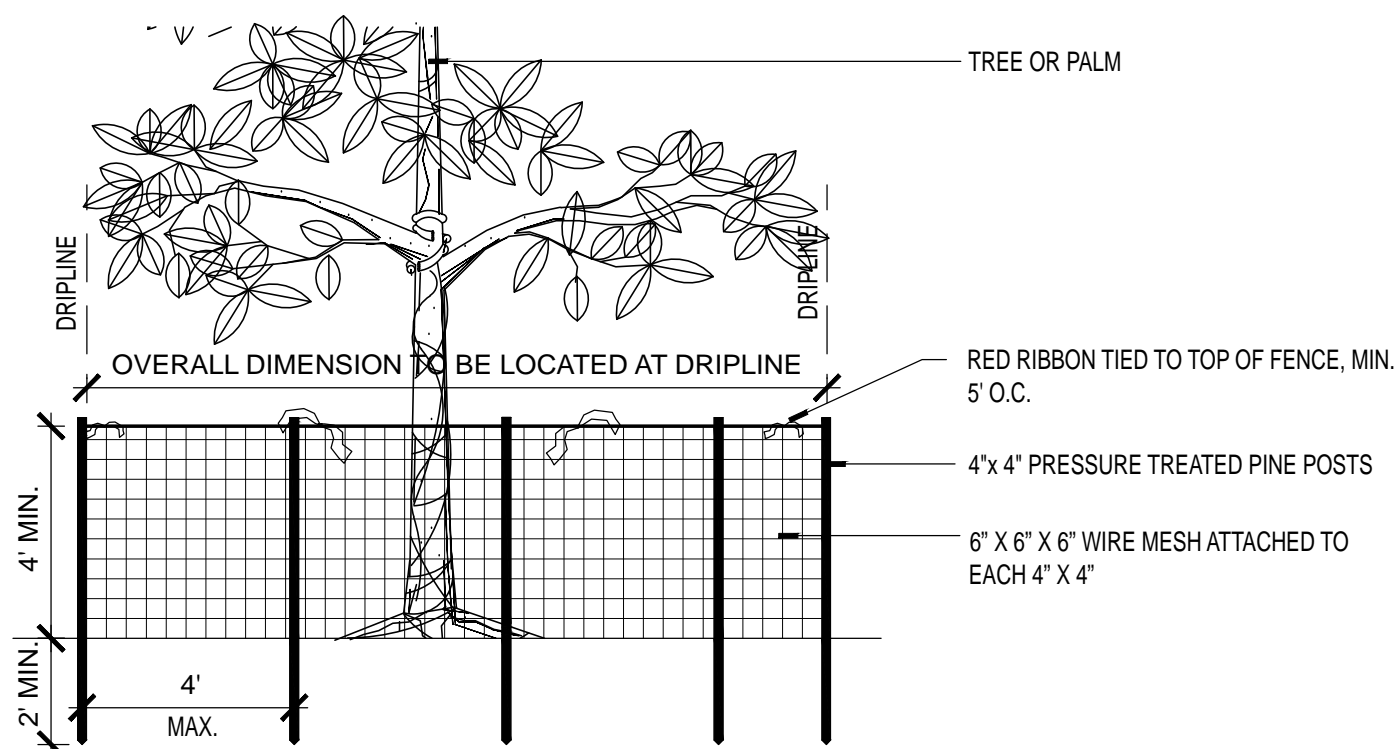 TREE OR PALM
DRIPLINE
DRIPLINE
OVERALL DIMENSION TO BE LOCATED AT DRIPLINE
RED RIBBON TIED TO TOP OF FENCE, MIN.
5' O.C.
4"x 4" PRESSURE TREATED PINE POSTS
6” X 6” X 6” WIRE MESH ATTACHED TO
EACH 4” X 4”
4' MIN.
2' MIN.
4'
MAX.